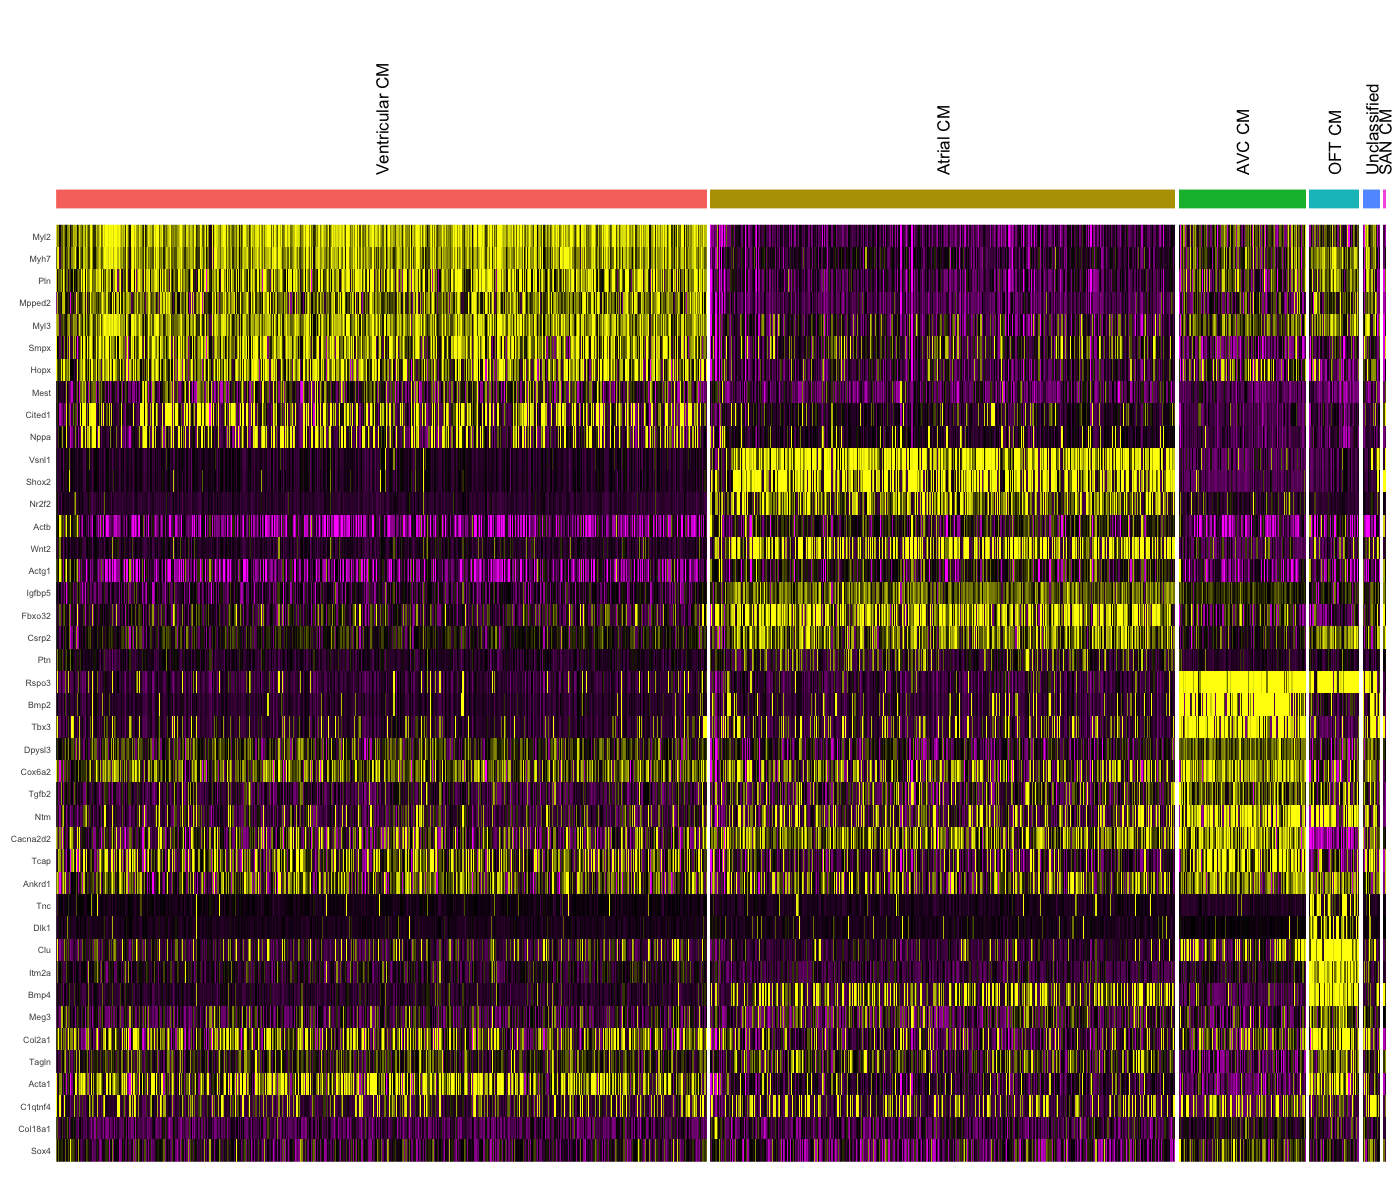 Ventricular CM
Atrial CM
AVC CM
OFT CM
Unclassified
SAN CM
Myl2
Myh7
Pln
Mpped2
Myl3
Smpx
Hopx
Mest
Cited1
Nppa
Vsnl1
Shox2
Nr2f2
Actb
Wnt2
Actg1
Igfbp5
Fbxo32
Csrp2
Ptn
Rspo3
Bmp2
Tbx3
Dpysl3
Cox6a2
Tgfb2
Ntm
Cacna2d2
Tcap
Ankrd1
Tnc
Dlk1
Clu
Itm2a
Bmp4
Meg3
Col2a1
Tagln
Acta1
C1qtnf4
Col18a1
Sox4